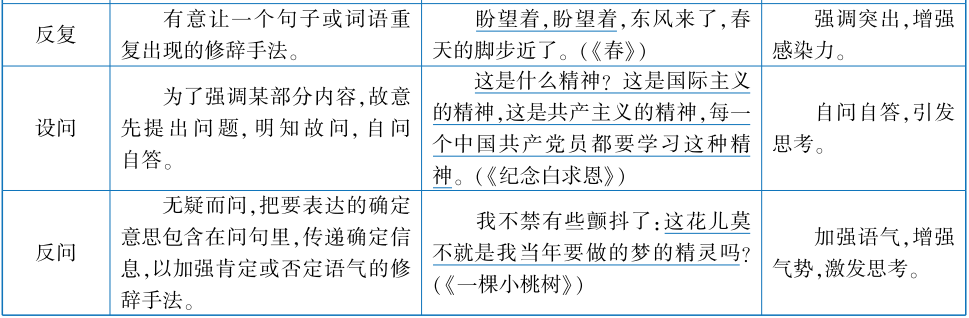 反复
有意让一个句子或词语重
复出现的修辞手法。
盼望着,盼望着,东风来了,春
天的脚步近了。(《春》)
强调突出,增强
感染力。
设问
为了强调某部分内容,故意
先提出问题,明知故问,自问
自答。
这是什么精神?这是国际主义
的精神,这是共产主义的精神,每一
个中国共产党员都要学习这种精
神。(《纪念白求恩》)
自问自答,引发
思考。
反问
无疑而问,把要表达的确定
意思包含在问句里,传递确定信
息,以加强肯定或否定语气的修
辞手法。
我不禁有些颤抖了:这花儿莫
不就是我当年要做的梦的精灵吗?
(《一棵小桃树》)
加强语气,增强
气势,激发思考。